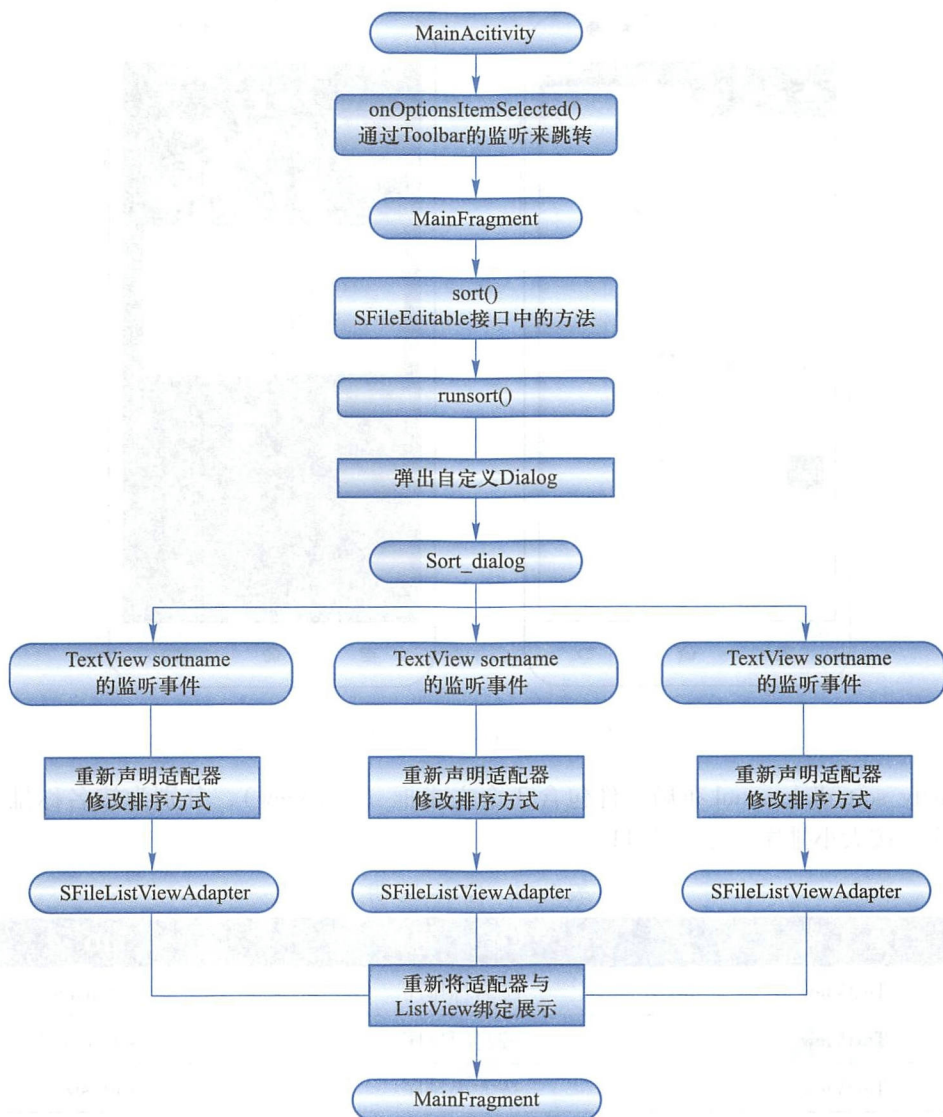 MainAcitivity
onOptionsItemSelected()
通过Toolbar的监听来跳转
MainFragment
sort()
SFileEditable接口中的方法
runsort()
弹出自定义Dialog
Sort_dialog
TextView sortname
的监听事件
TextView sortname
的监听事件
TextView sortname
的监听事件
重新声明适配器
修改排序方式
重新声明适配器
修改排序方式
重新声明适配器
修改排序方式
SFileListViewAdapter
SFileListViewAdapter
SFileListViewAdapter
重新将适配器与
ListView绑定展示
MainFragment